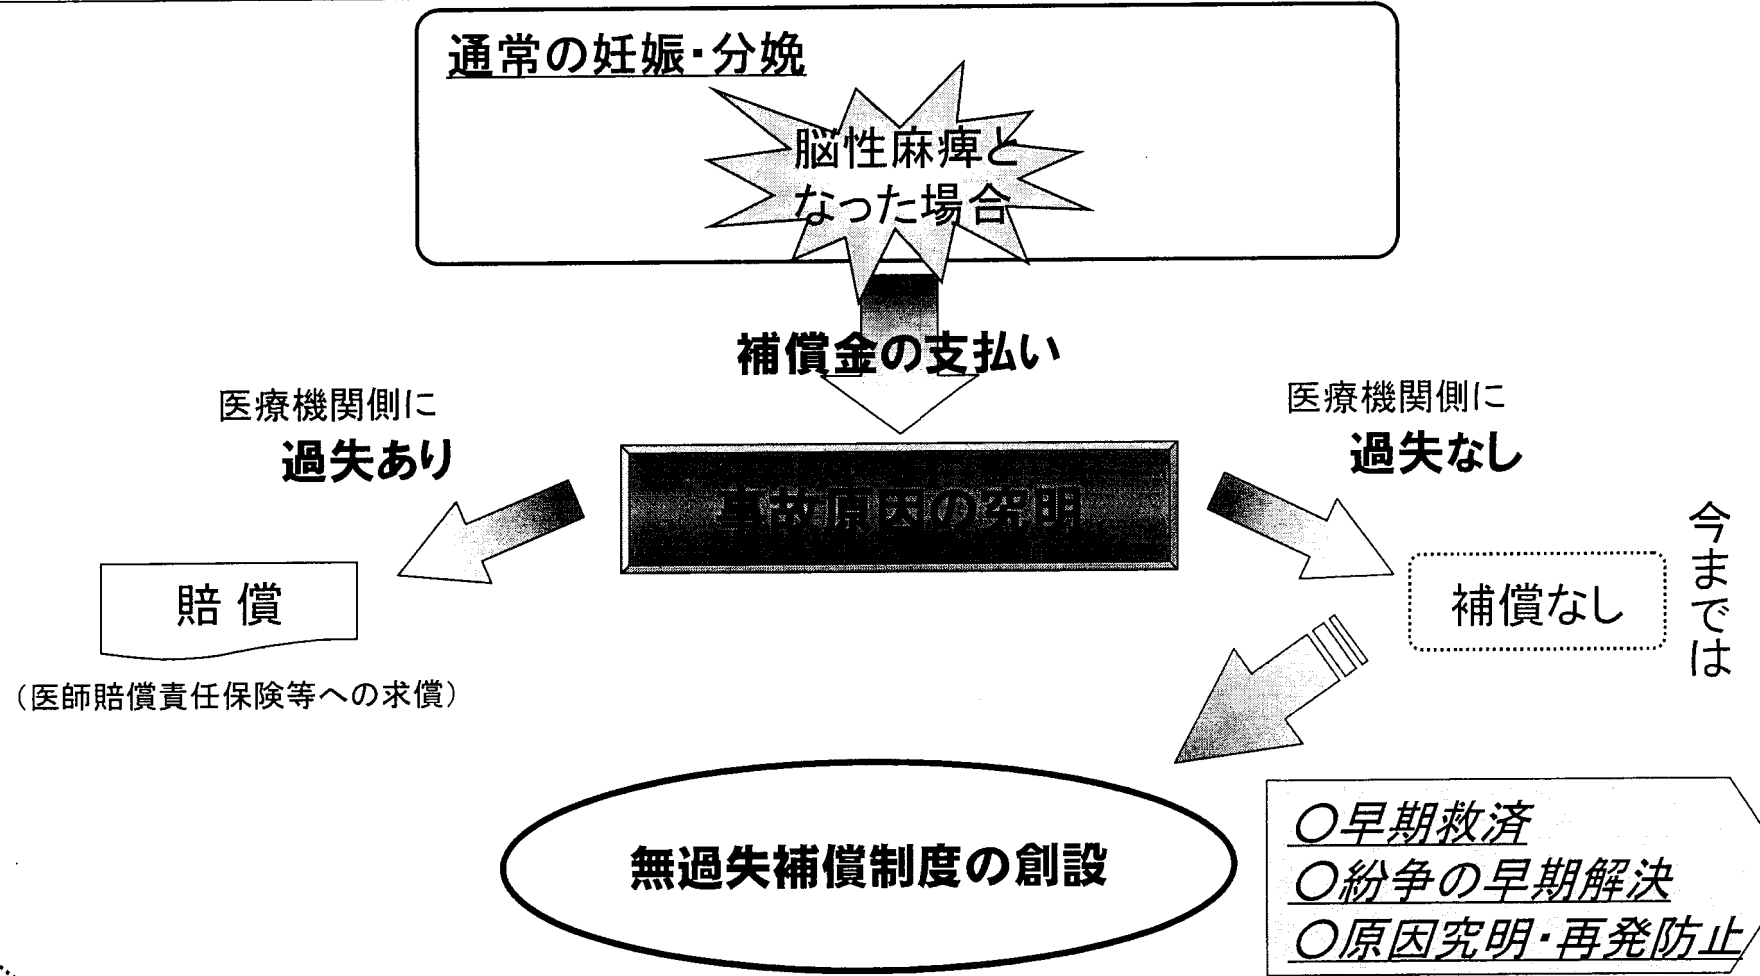 通常の妊娠・分娩
脳性麻痺と
なった場合
補償金の支払い
医療機関側に
過失あり
医療機関側に
過失なし
事故原因の究明
賠 償
(医師賠償責任保険等への求償)
補償なし
今までは
無過失補償制度の創設
○早期救済
○紛争の早期解決
○原因究明・再発防止